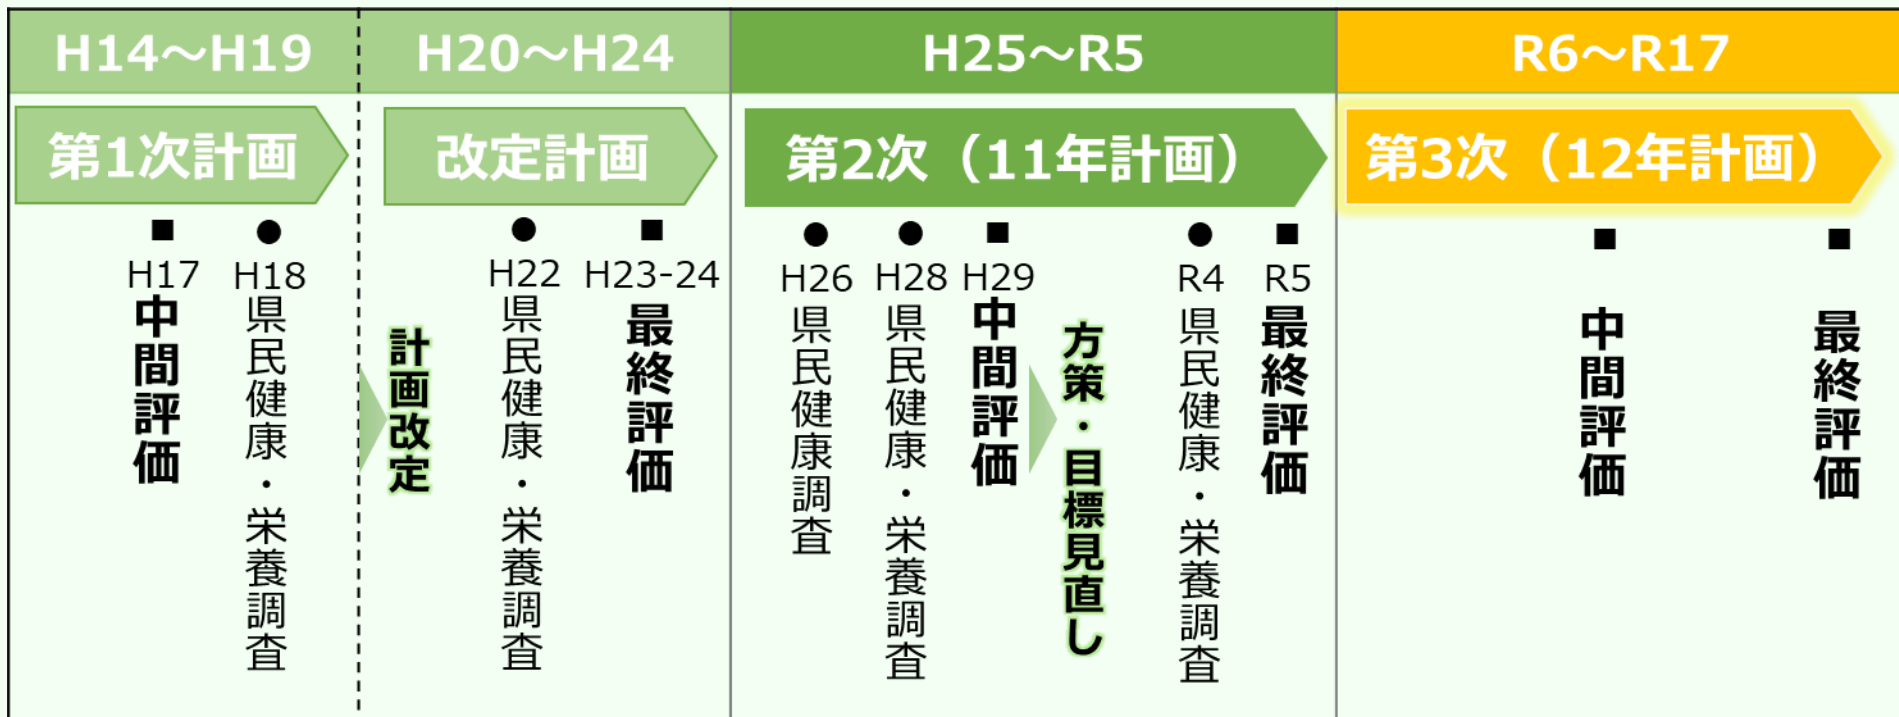 H14～H19
H20～H24
H25～R5
R6～R17
第1次計画
改定計画
第2次（11年計画）
第3次（12年計画）
■
H17
中間評価
●
H18
県民健康・栄養調査
計画改定
●
H22
県民健康・栄養調査
■
H23-24
最終評価
●
H26
県民健康調査
●
H28
県民健康・栄養調査
■
H29
中間評価
方策・目標見直し
●
R4
県民健康・栄養調査
■
R5
最終評価
■
中間評価
■
最終評価